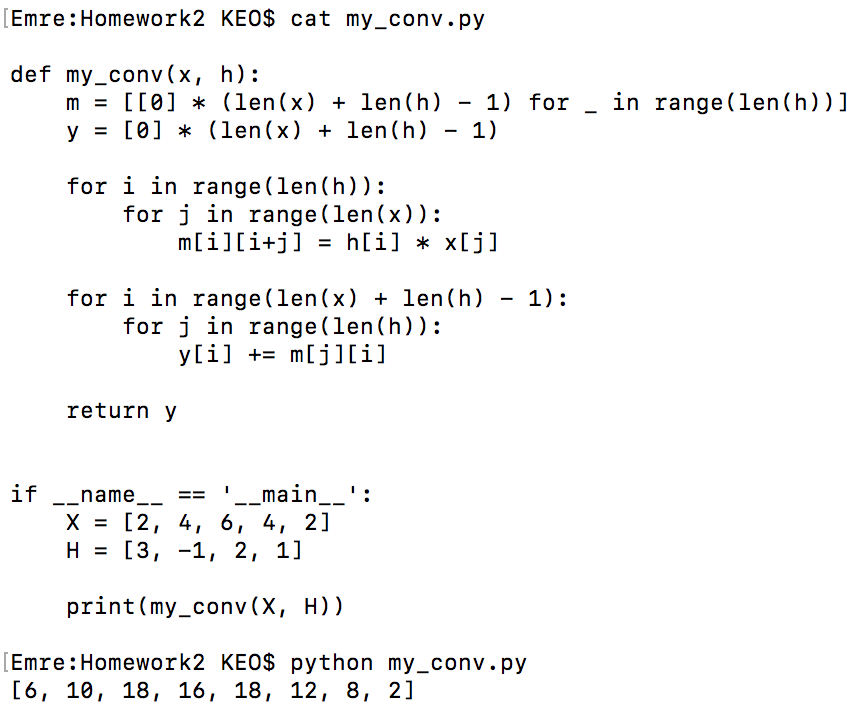 [Emre:Homework2 KEO$ cat my_conv.py
def my_conv(x, h):
    m = [[0] * (len(x) + len(h) - 1) for _ in range(len(h))]
    y = [0] * (len(x) + len(h) - 1)
    for i in range(len(h)):
        for j in range(len(x)):
            m[i][i+j] = h[i] * x[j]
    for i in range(len(x) + len(h) - 1):
        for j in range(len(h)):
            y[i] += m[j][i]
    return y
if __name__ == '__main__':
    X = [2, 4, 6, 4, 2]
    H = [3, -1, 2, 1]
    print(my_conv(X, H))
[Emre:Homework2 KEO$ python my_conv.py
[6, 10, 18, 16, 18, 12, 8, 2]